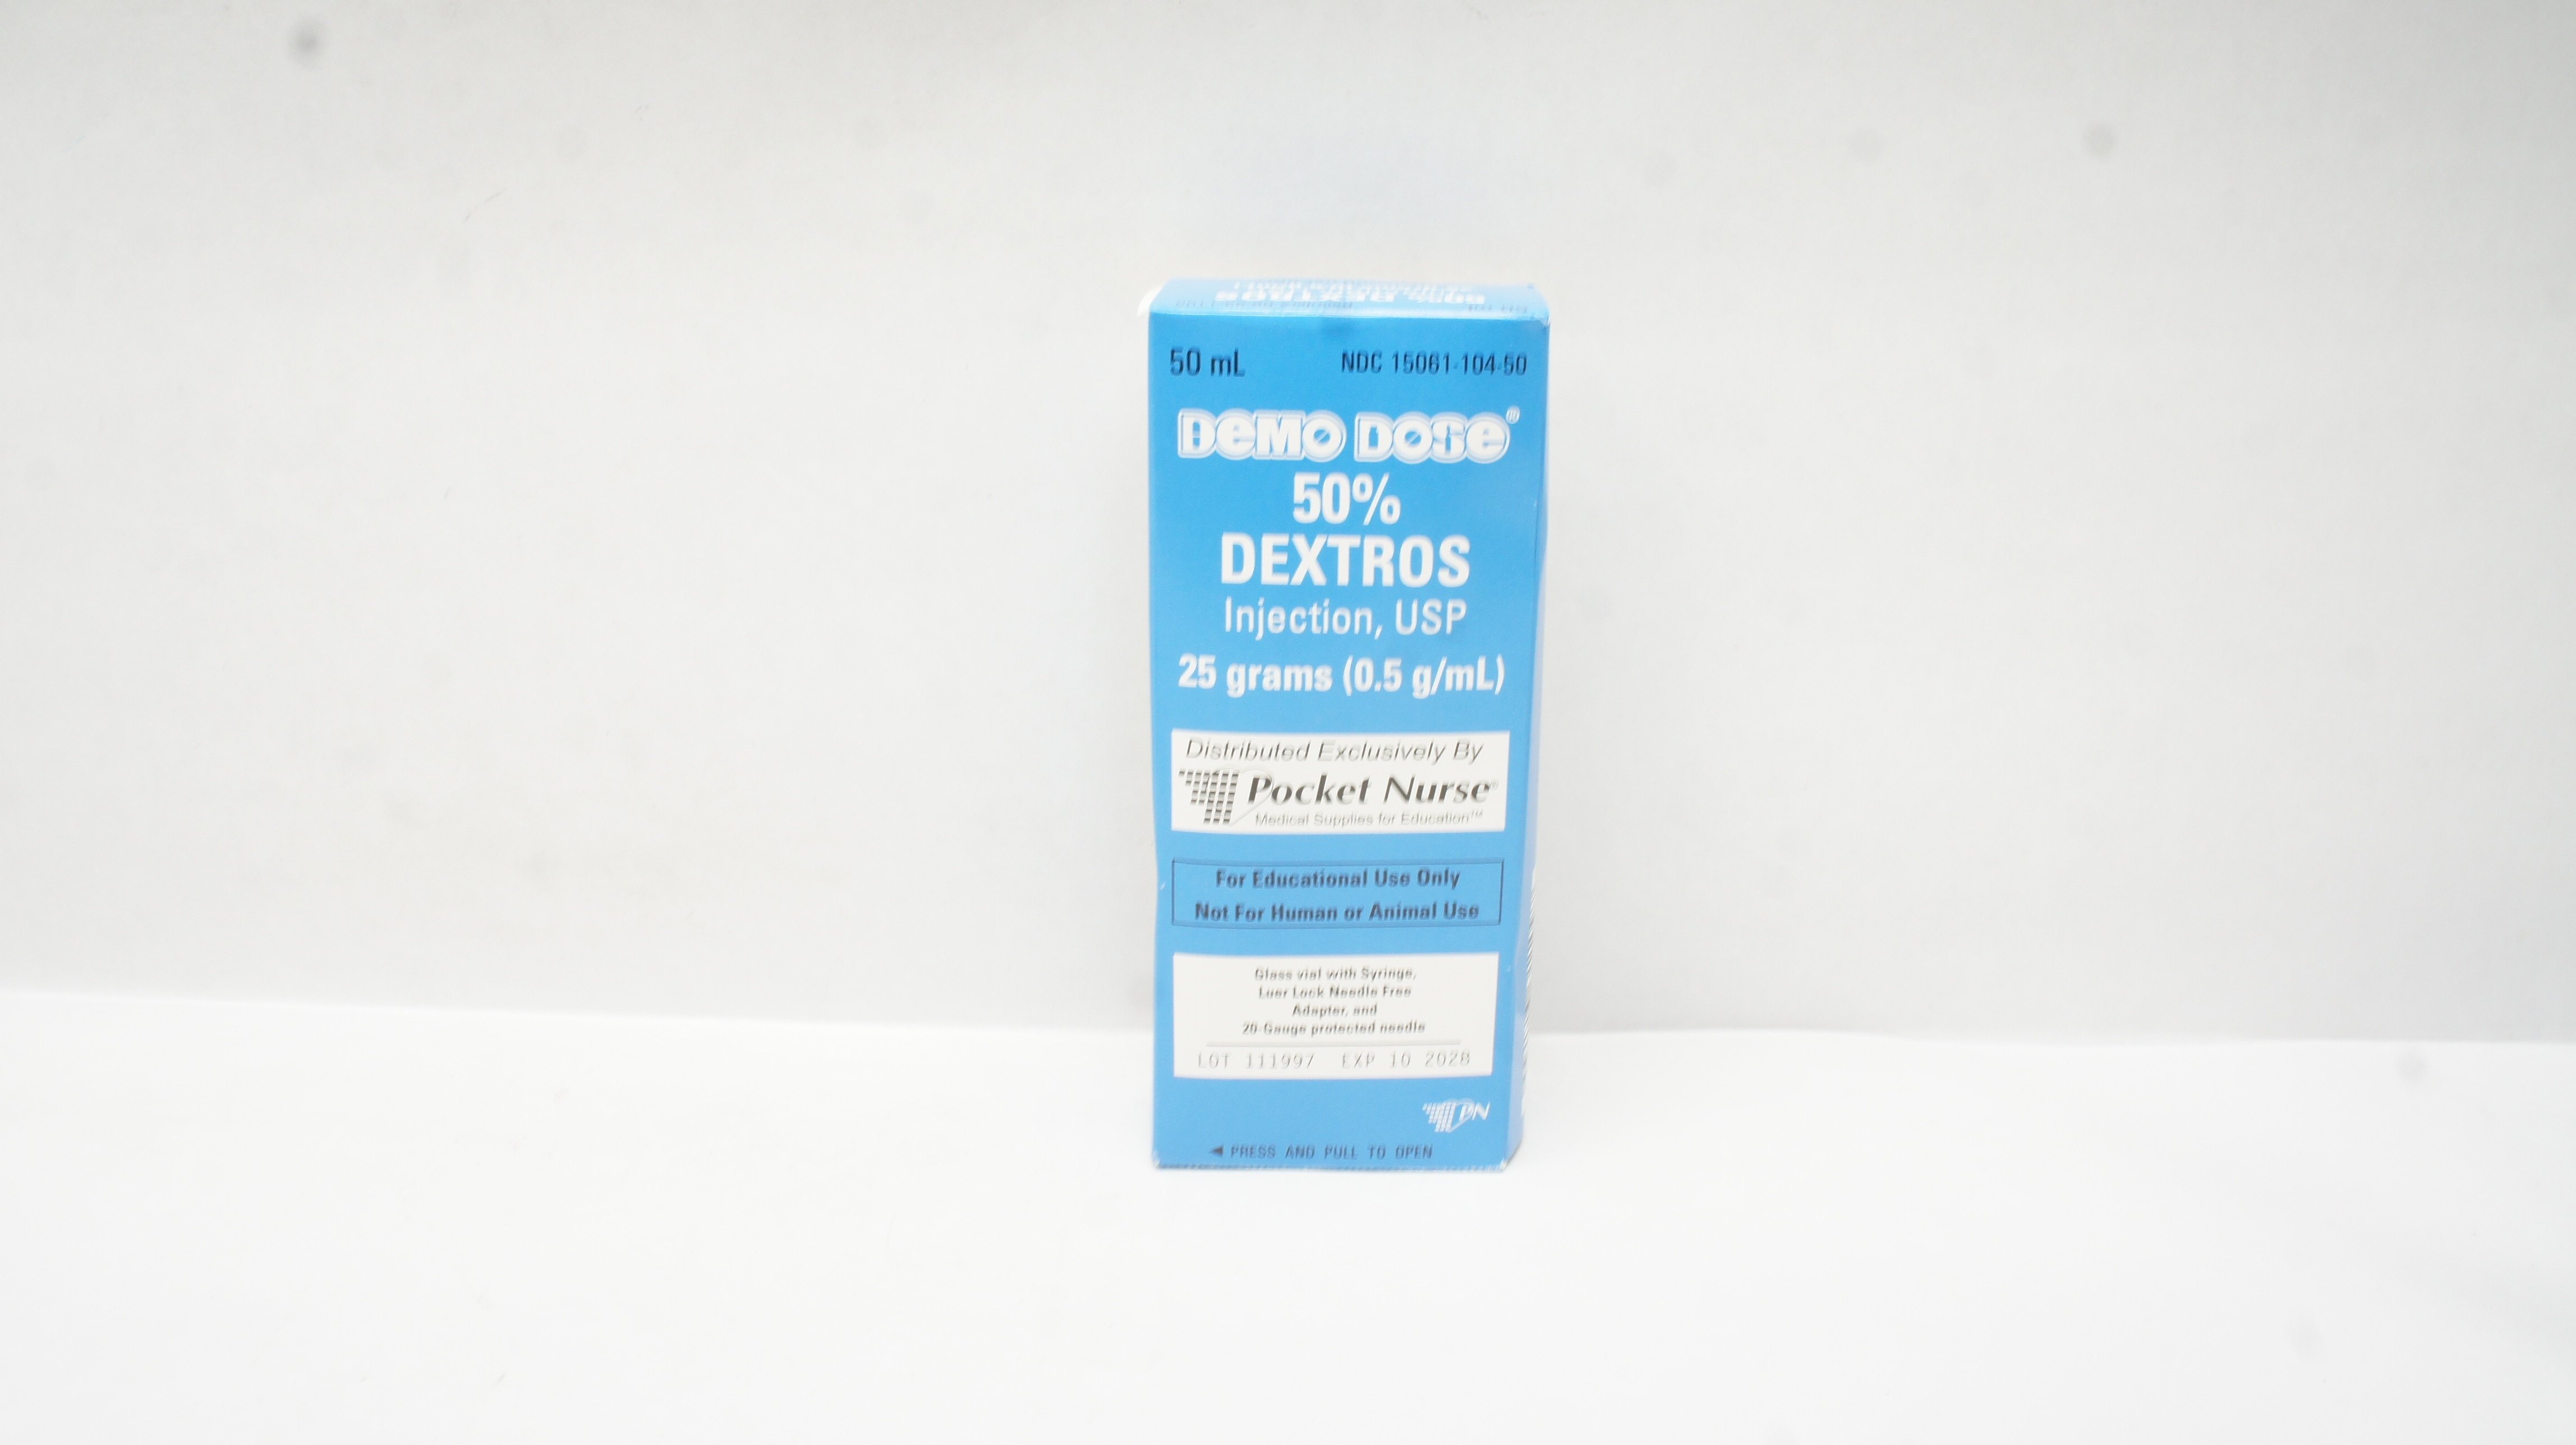 50% DEXTROS
50 mL NDC 15061-104-50
DEMO DOSE®
50%
DEXTROS
Injection, USP
25 grams (0.5 g/mL)
Distributed Exclusively By
Pocket Nurse
Medical Supplies for Education™
For Educational Use Only
Not For Human or Animal Use
Glass vial with Syringe,
Luer Lock Needle Free
Adapter, and
20-Gauge protected needle
LOT 111997 EXP 10 2028
PN
◄ PRESS AND PULL TO OPEN